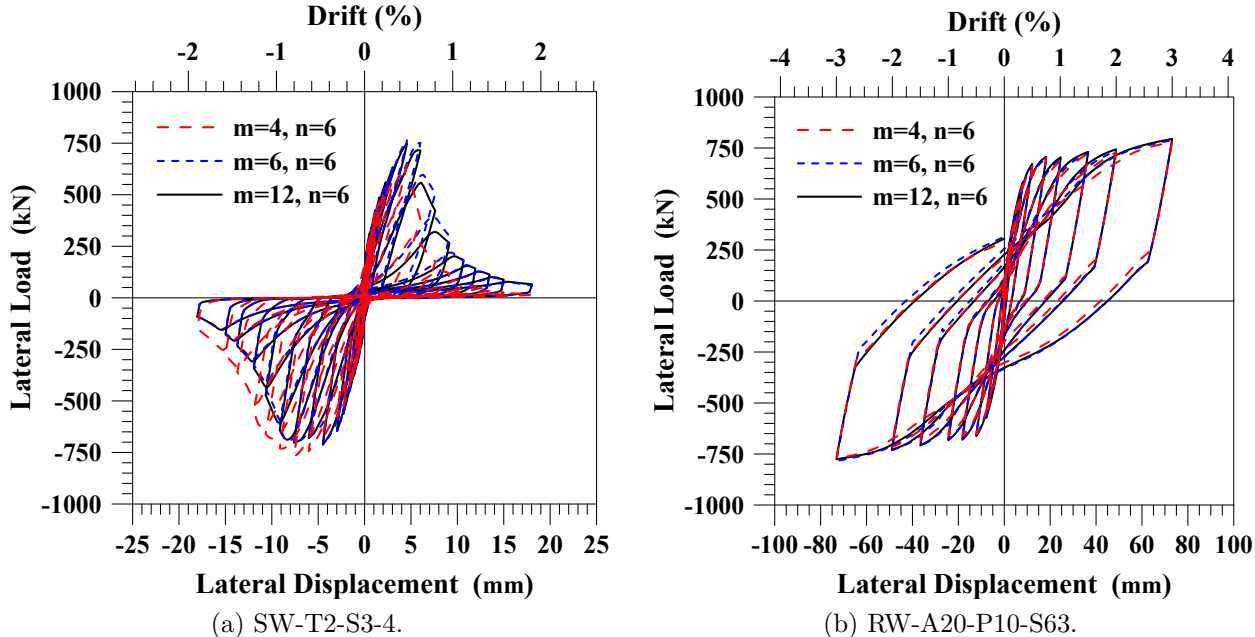 Drift (%)
-2 -1 0 1 2
1000
750
500
250
0
-250
-500
-750
-1000
Lateral Load (kN)
m=4, n=6
m=6, n=6
m=12, n=6
-25 -20 -15 -10 -5 0 5 10 15 20 25
Lateral Displacement (mm)
(a) SW-T2-S3-4.
Drift (%)
-4 -3 -2 -1 0 1 2 3 4
1000
750
500
250
0
-250
-500
-750
-1000
Lateral Load (kN)
m=4, n=6
m=6, n=6
m=12, n=6
-100 -80 -60 -40 -20 0 20 40 60 80 100
Lateral Displacement (mm)
(b) RW-A20-P10-S63.